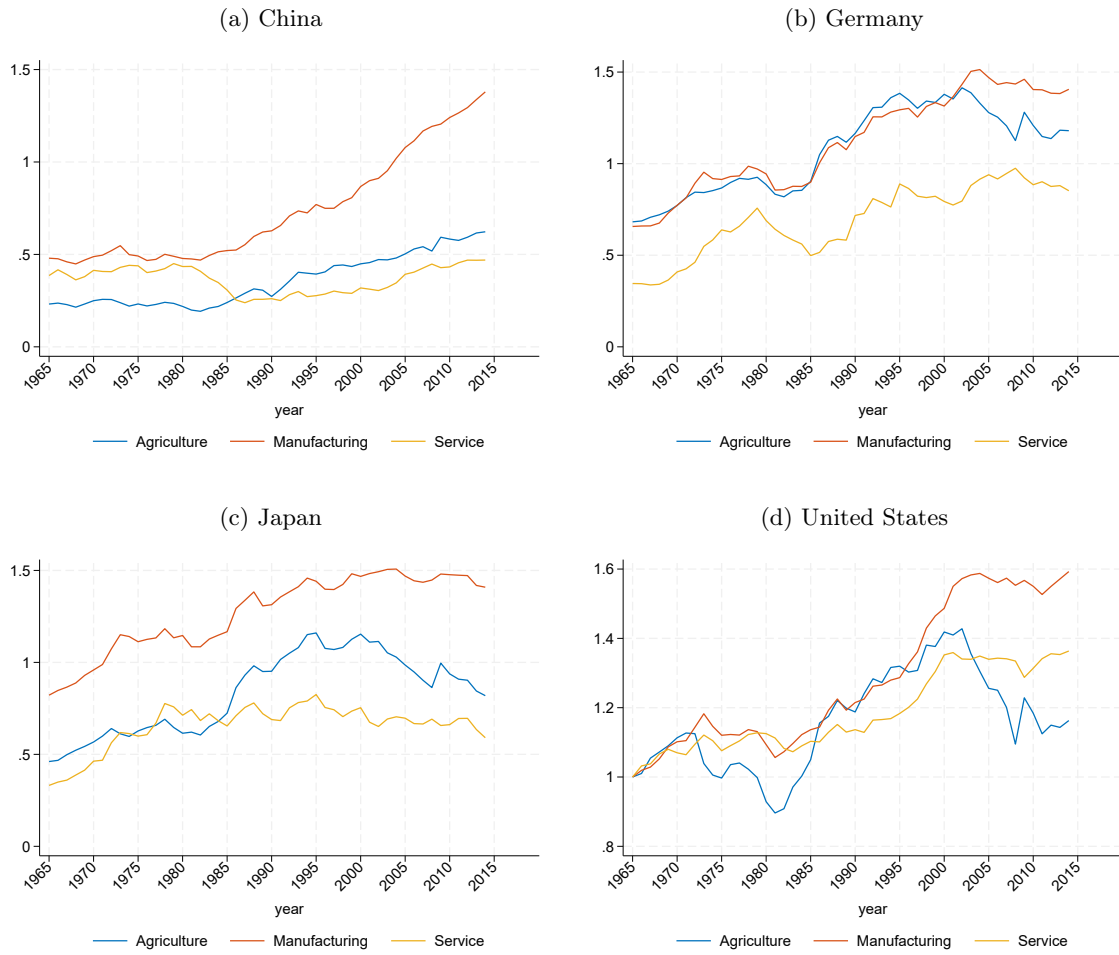 (a) China
1.5
1
.5
0
1965 1970 1975 1980 1985 1990 1995 2000 2005 2010 2015
year
Agriculture Manufacturing Service
(b) Germany
1.5
1
.5
0
1965 1970 1975 1980 1985 1990 1995 2000 2005 2010 2015
year
Agriculture Manufacturing Service
(c) Japan
1.5
1
.5
0
1965 1970 1975 1980 1985 1990 1995 2000 2005 2010 2015
year
Agriculture Manufacturing Service
(d) United States
1.6
1.4
1.2
1
.8
1965 1970 1975 1980 1985 1990 1995 2000 2005 2010 2015
year
Agriculture Manufacturing Service